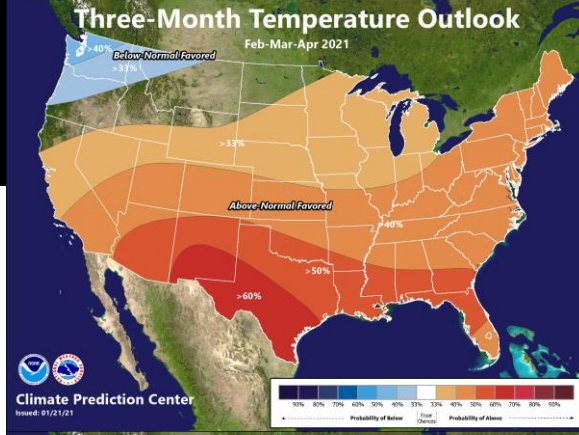 Three-Month Temperature Outlook
Feb-Mar-Apr 2021
>40%
Below-Normal Favored
>33%
>33%
Above-Normal Favored
>40%
>50%
>60%
NOAA
Climate Prediction Center
Issued: 01/21/21
90% 80% 70% 60% 50% 40% 33% 33% 40% 50% 60% 70% 80% 90%
Probability of Below
Equal
Chances
Probability of Above